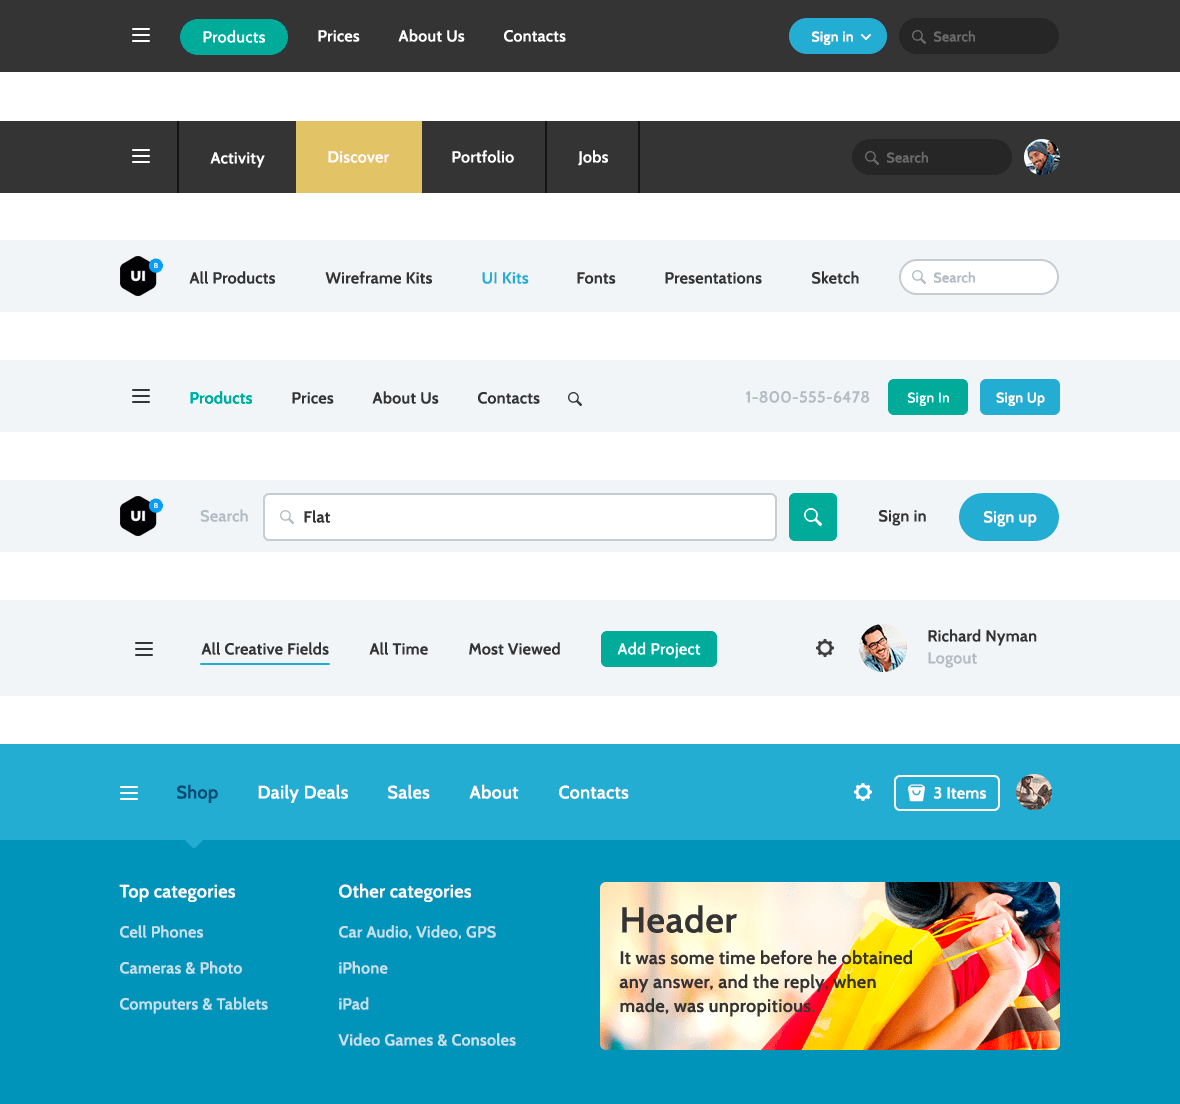 Products Prices About Us Contacts Sign in Search
Activity Discover Portfolio Jobs Search
UI 8 All Products Wireframe Kits UI Kits Fonts Presentations Sketch Search
Products Prices About Us Contacts 1-800-555-6478 Sign In Sign Up
UI 8 Search Flat Sign in Sign up
All Creative Fields All Time Most Viewed Add Project Richard Nyman
Logout
Shop Daily Deals Sales About Contacts 3 Items
Top categories
Cell Phones
Cameras & Photo
Computers & Tablets
Other categories
Car Audio, Video, GPS
iPhone
iPad
Video Games & Consoles
Header
It was some time before he obtained
any answer, and the reply, when
made, was unpropitious.